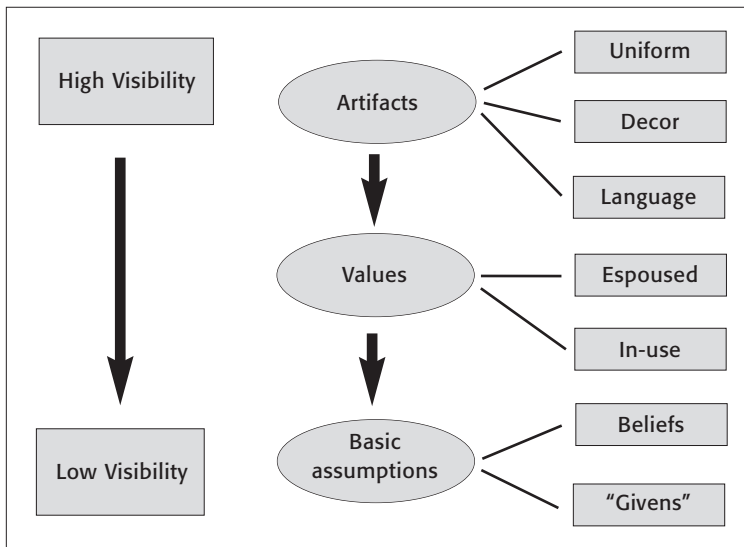 High Visibility
Artifacts
Uniform
Decor
Language
Values
Espoused
In-use
Low Visibility
Basic
assumptions
Beliefs
“Givens”